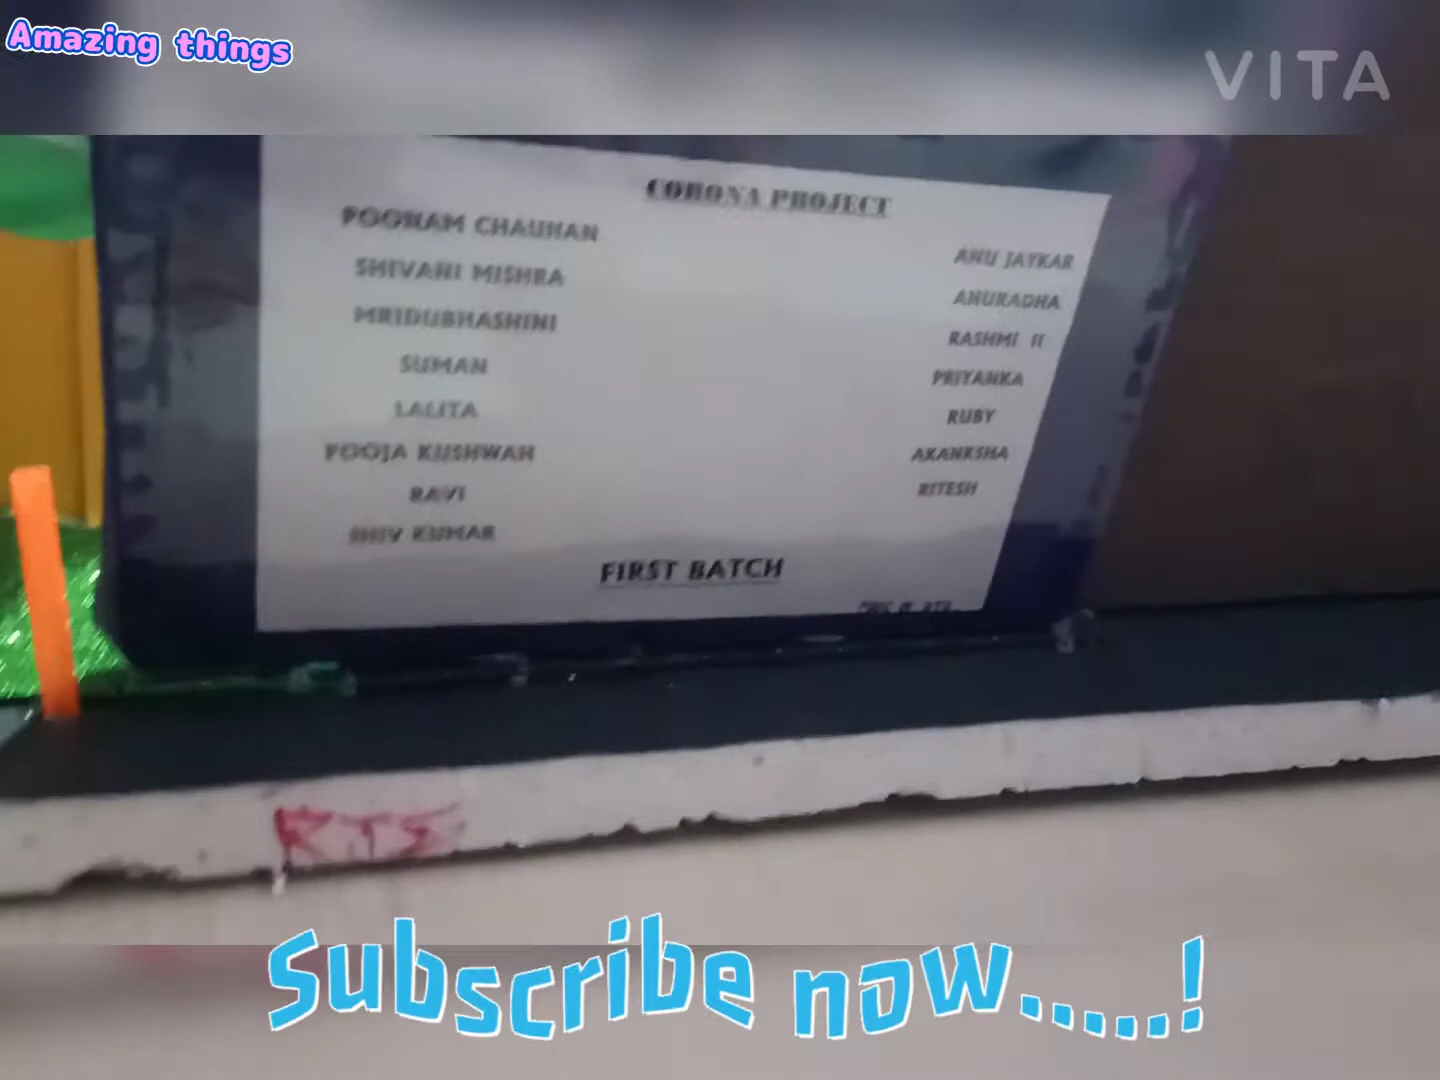 Amazing things
VITA
CORONA PROJECT
POONAM CHAUHAN
SHIVANI MISHRA
MRIDUBHASHINI
SUMAN
LALITA
POOJA KUSHWAH
RAVI
SHIV KUMAR
ANU JAYKAR
ANURADHA
RASHMI II
PRIYANKA
RUBY
AKANKSHA
RITESH
FIRST BATCH
Subscribe now.....!